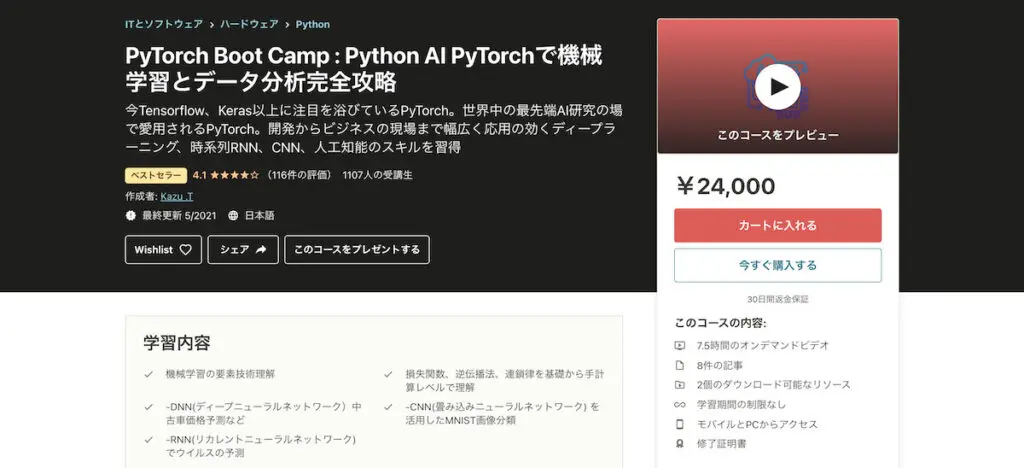 ITとソフトウェア > ハードウェア > Python
PyTorch Boot Camp : Python AI PyTorchで機械
学習とデータ分析完全攻略
今Tensorflow、Keras以上に注目を浴びているPyTorch。世界中の最先端AI研究の場
で愛用されるPyTorch。開発からビジネスの現場まで幅広く応用の効くディープラ
ーニング、時系列RNN、CNN、人工知能のスキルを習得
ベストセラー 4.1 (116件の評価) 1107人の受講生
作成者: Kazu .T
最終更新 5/2021 日本語
Wishlist シェア このコースをプレゼントする
このコースをプレビュー
￥24,000
カートに入れる
今すぐ購入する
30日間返金保証
このコースの内容:
7.5時間のオンデマンドビデオ
8件の記事
2個のダウンロード可能なリソース
学習期間の制限なし
モバイルとPCからアクセス
修了証明書
学習内容
機械学習の要素技術理解
-DNN(ディープニューラルネットワーク）中
古車価格予測など
-RNN(リカレントニューラルネットワーク)
でウイルスの予測
損失関数、逆伝播法、連鎖律を基礎から手計
算レベルで理解
-CNN(畳み込みニューラルネットワーク) を
活用したMNIST画像分類